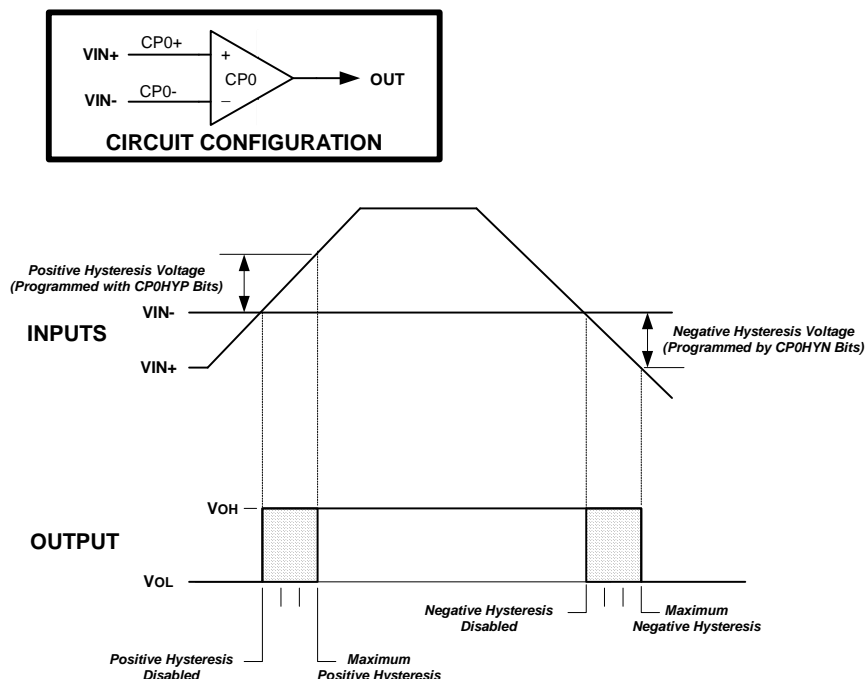 VIN+
CP0+
+
CP0
OUT
VIN-
CP0-
_
CIRCUIT CONFIGURATION
Positive Hysteresis Voltage
(Programmed with CP0HYP Bits)
VIN-
INPUTS
VIN+
Negative Hysteresis Voltage
(Programmed by CP0HYN Bits)
VOH
OUTPUT
VOL
Negative Hysteresis
Disabled
Maximum
Negative Hysteresis
Positive Hysteresis
Disabled
Maximum
Positive Hysteresis